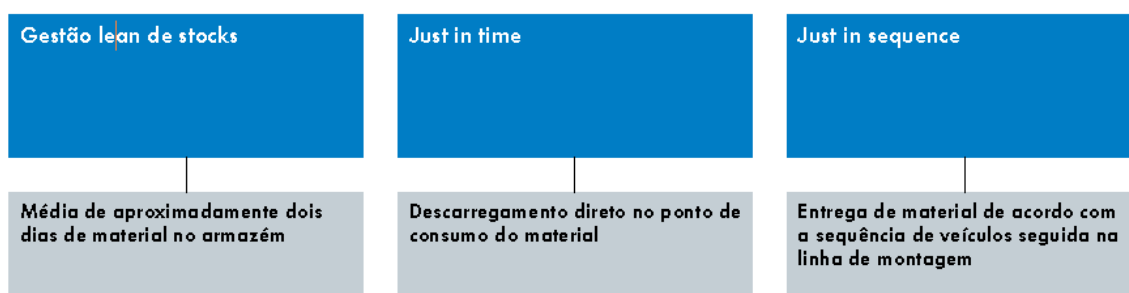 Gestão lean de stocks
Just in time
Just in sequence
Média de aproximadamente dois
dias de material no armazém
Descarregamento direto no ponto de
consumo do material
Entrega de material de acordo com
a sequência de veículos seguida na
linha de montagem